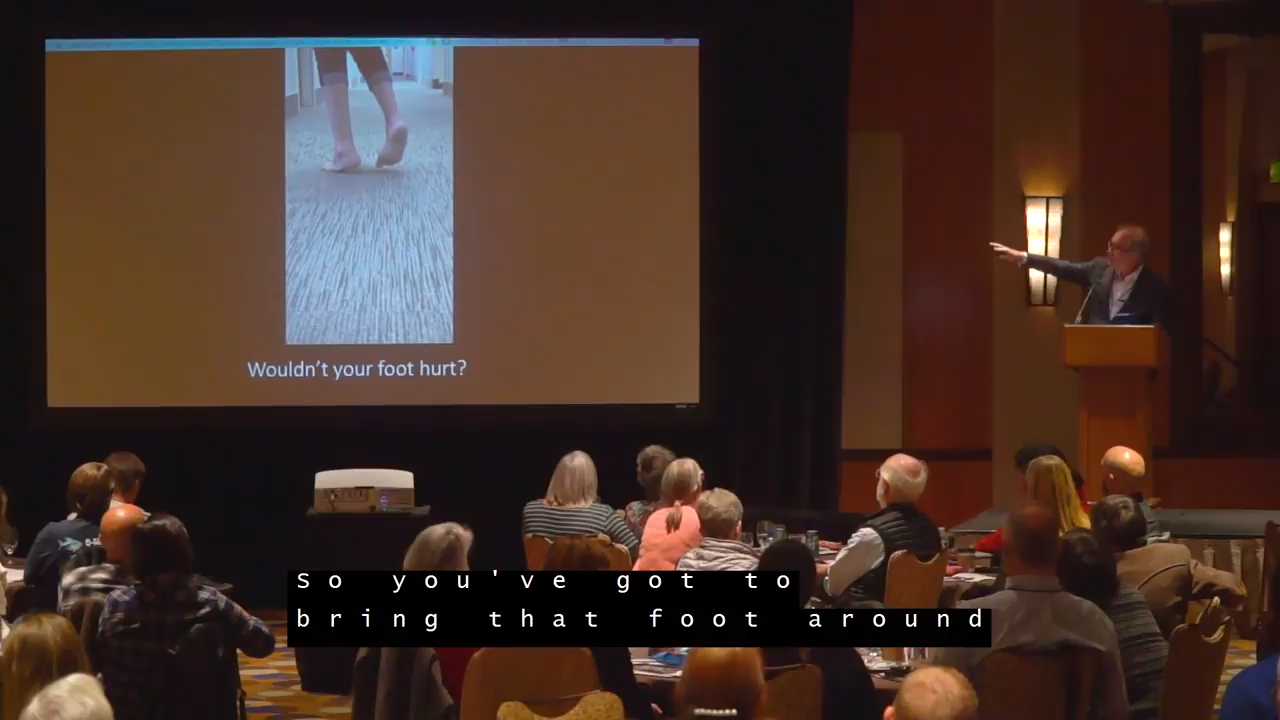 Wouldn't your foot hurt?
So you've got to
bring that foot around